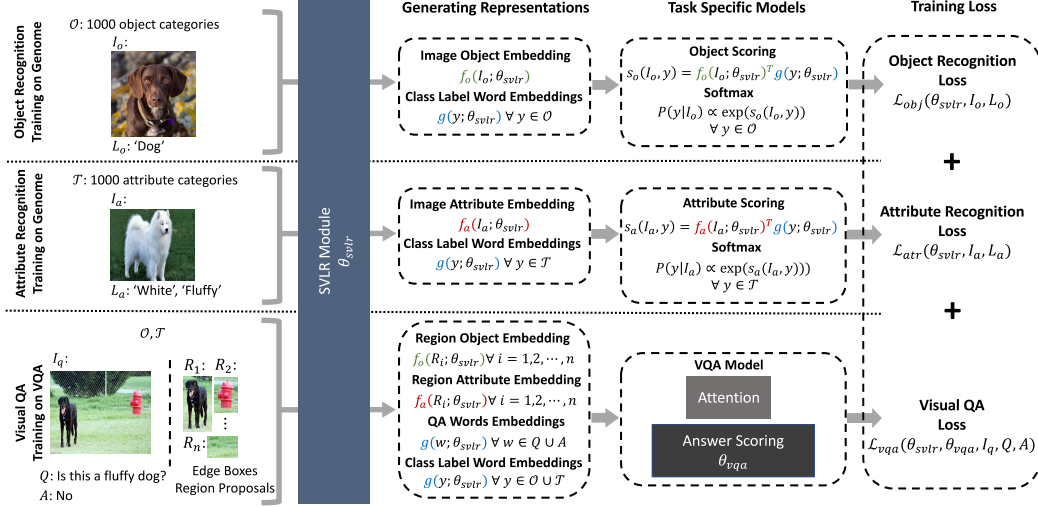 Generating Representations
Task Specific Models
Training Loss
Object Recognition
Training on Genome
𝒪: 1000 object categories
I_o:
L_o: ‘Dog’
Image Object Embedding
f_o(I_o; θ_svlr)
Class Label Word Embeddings
g(y; θ_svlr) ∀ y ∈ 𝒪
Object Scoring
s_o(I_o, y) = f_o(I_o; θ_svlr)^T g(y; θ_svlr)
Softmax
P(y|I_o) ∝ exp(s_o(I_o, y))
∀ y ∈ 𝒪
Object Recognition
Loss
ℒ_obj(θ_svlr, I_o, L_o)
+
SVLR Module
θ_svlr
Attribute Recognition
Training on Genome
𝒯: 1000 attribute categories
I_a:
L_a: ‘White’, ‘Fluffy’
Image Attribute Embedding
f_a(I_a; θ_svlr)
Class Label Word Embeddings
g(y; θ_svlr) ∀ y ∈ 𝒯
Attribute Scoring
s_a(I_a, y) = f_a(I_a; θ_svlr)^T g(y; θ_svlr)
Softmax
P(y|I_a) ∝ exp(s_a(I_a, y)))
∀ y ∈ 𝒯
Attribute Recognition
Loss
ℒ_atr(θ_svlr, I_a, L_a)
+
Visual QA
Training on VQA
𝒪, 𝒯
I_q:
R_1: R_2:
⋮
R_n:
Q: Is this a fluffy dog?
A: No
Edge Boxes
Region Proposals
Region Object Embedding
f_o(R_i; θ_svlr)∀ i = 1,2, ⋯ , n
Region Attribute Embedding
f_a(R_i; θ_svlr)∀ i = 1,2, ⋯ , n
QA Words Embeddings
g(w; θ_svlr) ∀ w ∈ Q ∪ A
Class Label Word Embeddings
g(y; θ_svlr) ∀ y ∈ 𝒪 ∪ 𝒯
VQA Model
Attention
Answer Scoring
θ_vqa
Visual QA
Loss
ℒ_vqa(θ_svlr, θ_vqa, I_q, Q, A)